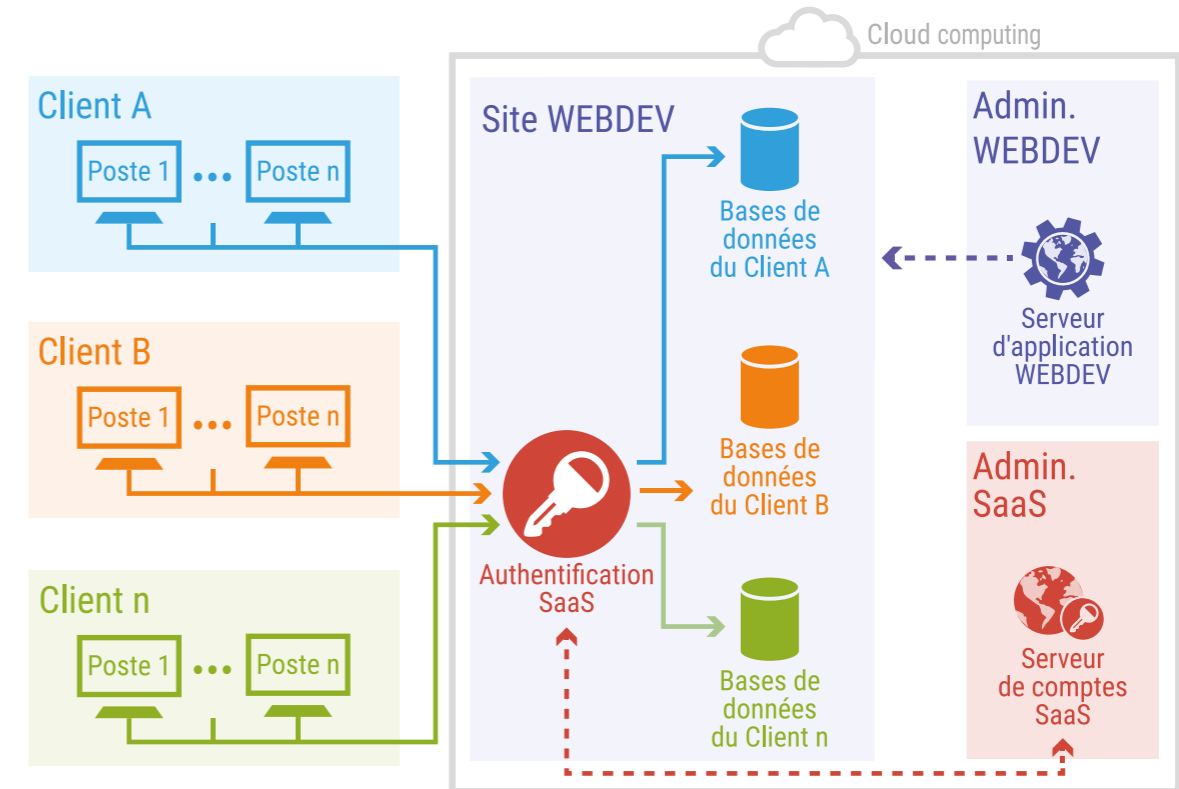 Cloud computing
Client A
Poste 1 ... Poste n
Client B
Poste 1 ... Poste n
Client n
Poste 1 ... Poste n
Site WEBDEV
Authentification
SaaS
Bases de
données
du Client A
Bases de
données
du Client B
Bases de
données
du Client n
Admin.
WEBDEV
Serveur
d'application
WEBDEV
Admin.
SaaS
Serveur
de comptes
SaaS